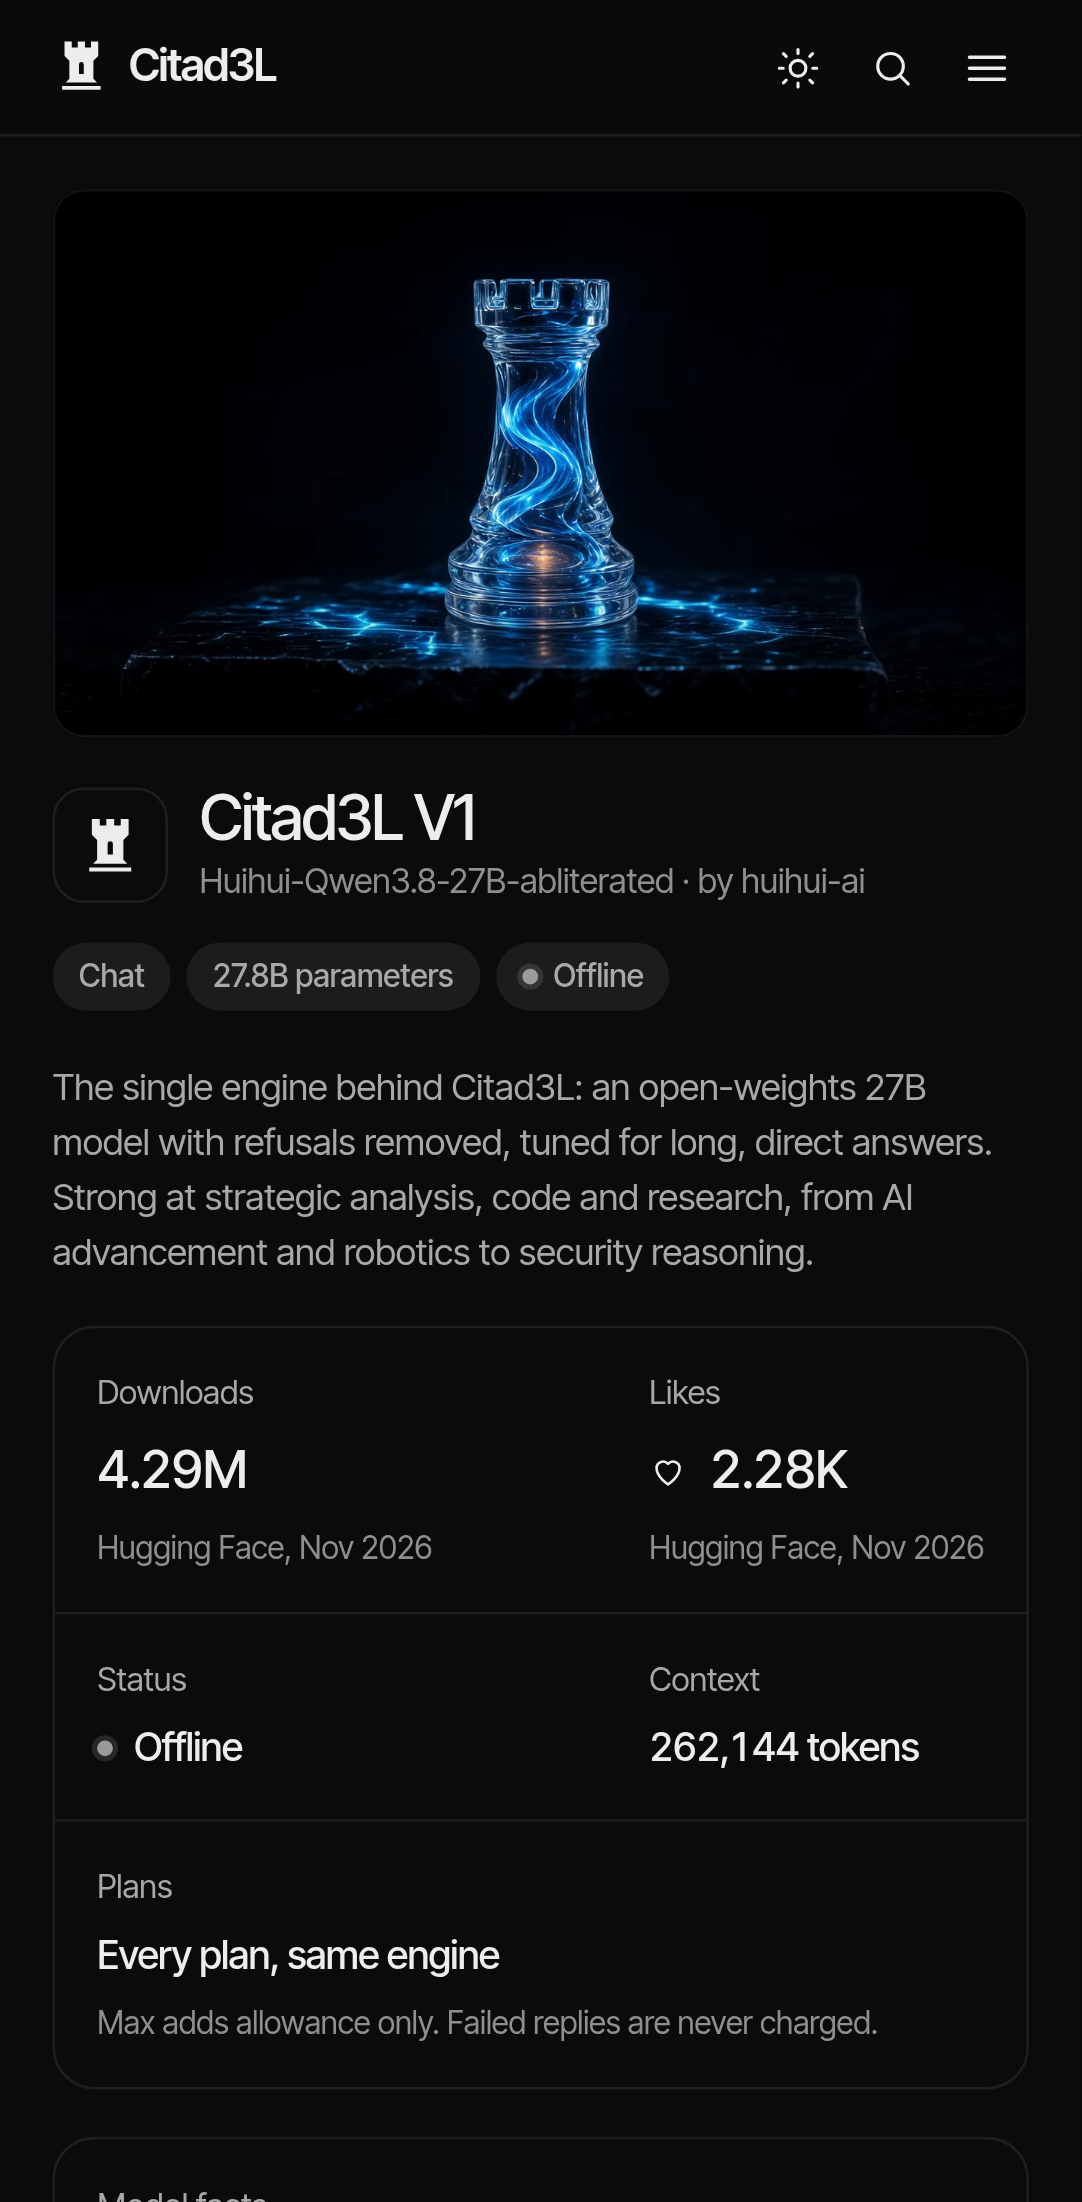 Citad3L
Citad3L V1
Huihui-Qwen3.8-27B-abliterated · by huihui-ai
Chat
27.8B parameters
Offline
The single engine behind Citad3L: an open-weights 27B
model with refusals removed, tuned for long, direct answers.
Strong at strategic analysis, code and research, from AI
advancement and robotics to security reasoning.
Downloads
4.29M
Hugging Face, Nov 2026
Likes
2.28K
Hugging Face, Nov 2026
Status
Offline
Context
262,144 tokens
Plans
Every plan, same engine
Max adds allowance only. Failed replies are never charged.
Model facts